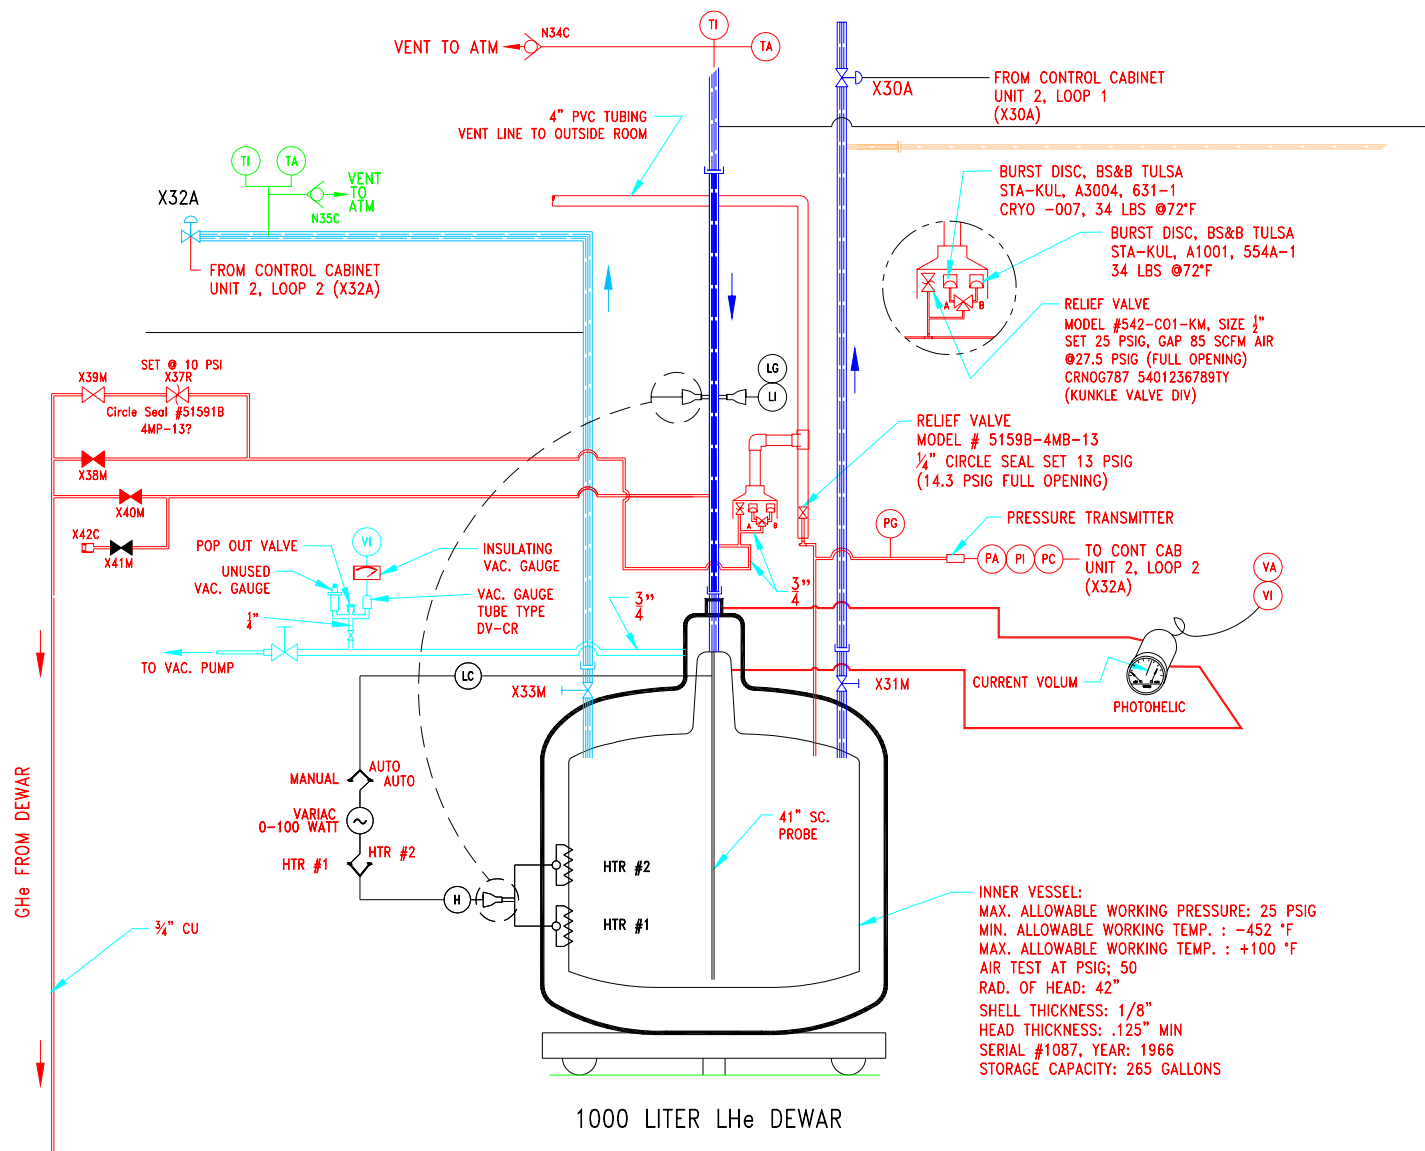 TI
N34C
VENT TO ATM
TA
X30A
FROM CONTROL CABINET
UNIT 2, LOOP 1
(X30A)
4" PVC TUBING
VENT LINE TO OUTSIDE ROOM
TI
TA
VENT
TO
ATM
N35C
X32A
FROM CONTROL CABINET
UNIT 2, LOOP 2 (X32A)
BURST DISC, BS&B TULSA
STA-KUL, A3004, 631-1
CRYO -007, 34 LBS @72°F
BURST DISC, BS&B TULSA
STA-KUL, A1001, 554A-1
34 LBS @72°F
A
B
RELIEF VALVE
MODEL #542-C01-KM, SIZE ½"
SET 25 PSIG, GAP 85 SCFM AIR
@27.5 PSIG (FULL OPENING)
CRNOG787 5401236789TY
(KUNKLE VALVE DIV)
SET @ 10 PSI
X39M
X37R
Circle Seal #51591B
4MP-13?
LG
LI
RELIEF VALVE
MODEL # 5159B-4MB-13
¼" CIRCLE SEAL SET 13 PSIG
(14.3 PSIG FULL OPENING)
X38M
X40M
X42C
X41M
A
B
PG
PRESSURE TRANSMITTER
PA
PI
PC
TO CONT CAB
UNIT 2, LOOP 2
(X32A)
VA
VI
POP OUT VALVE
VI
INSULATING
VAC. GAUGE
UNUSED
VAC. GAUGE
VAC. GAUGE
TUBE TYPE
DV-CR
¼"
¾"
¾"
TO VAC. PUMP
LC
X33M
X31M
CURRENT VOLUM
PHOTOHELIC
GHe FROM DEWAR
MANUAL
AUTO
AUTO
VARIAC
0-100 WATT
HTR #1
HTR #2
H
HTR #2
HTR #1
41" SC.
PROBE
¾" CU
INNER VESSEL:
MAX. ALLOWABLE WORKING PRESSURE: 25 PSIG
MIN. ALLOWABLE WORKING TEMP. : -452 °F
MAX. ALLOWABLE WORKING TEMP. : +100 °F
AIR TEST AT PSIG; 50
RAD. OF HEAD: 42"
SHELL THICKNESS: 1/8"
HEAD THICKNESS: .125" MIN
SERIAL #1087, YEAR: 1966
STORAGE CAPACITY: 265 GALLONS
1000 LITER LHe DEWAR